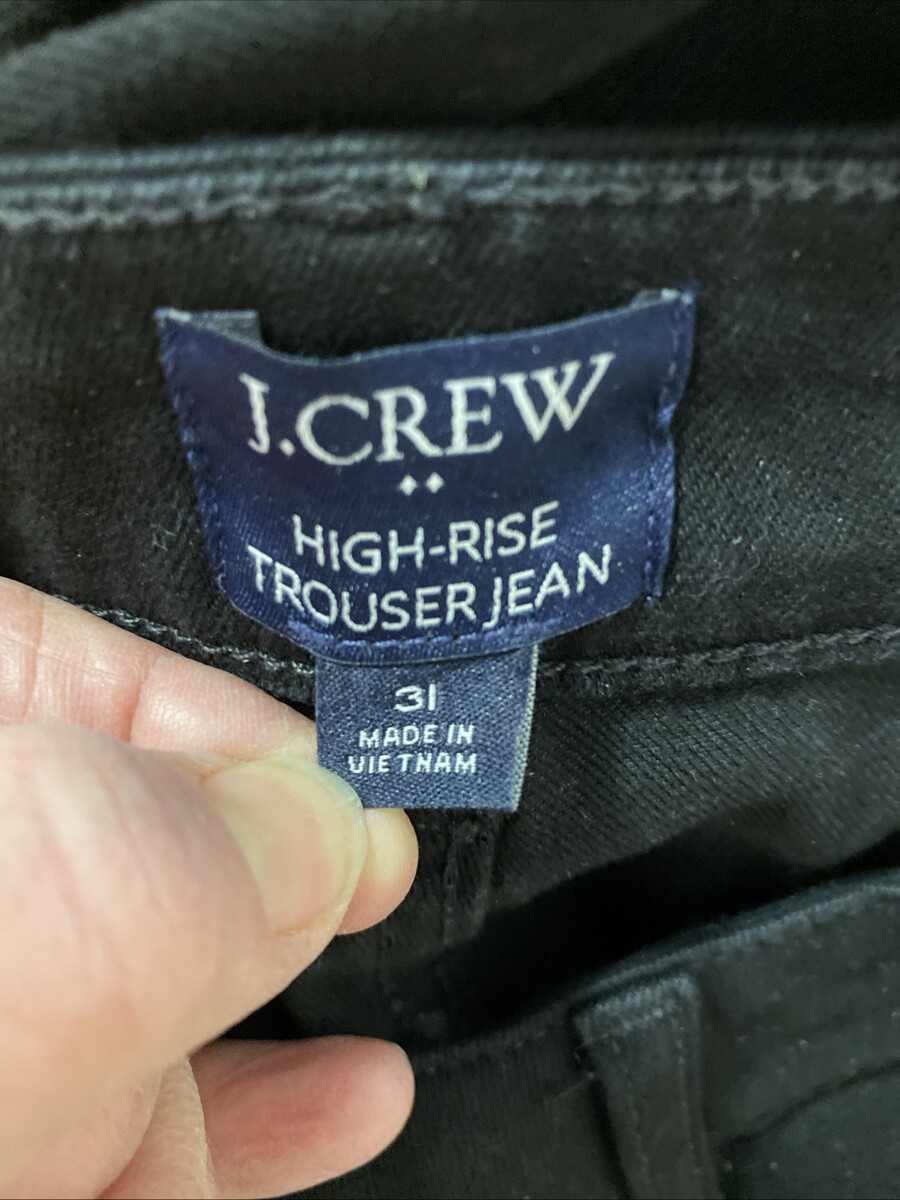 J.CREW
HIGH-RISE
TROUSER JEAN
31
MADE IN
VIETNAM